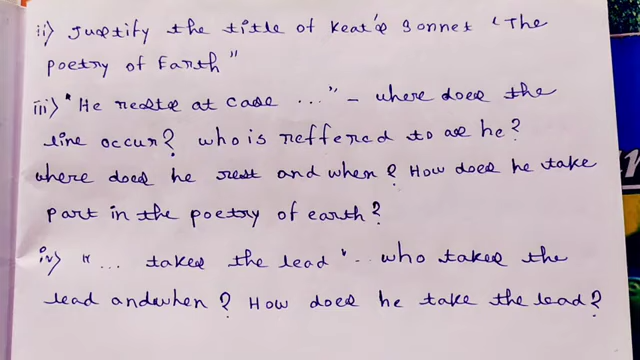 ii) Justify the title of Keat's Sonnet "The
poetry of Earth"
iii) "He rests at ease ..." - where does the
line occur? who is reffered to as he?
where does he rest and when? How does he take
part in the poetry of earth?
iv) "... takes the lead" - who takes the
lead andwhen? How does he take the lead?